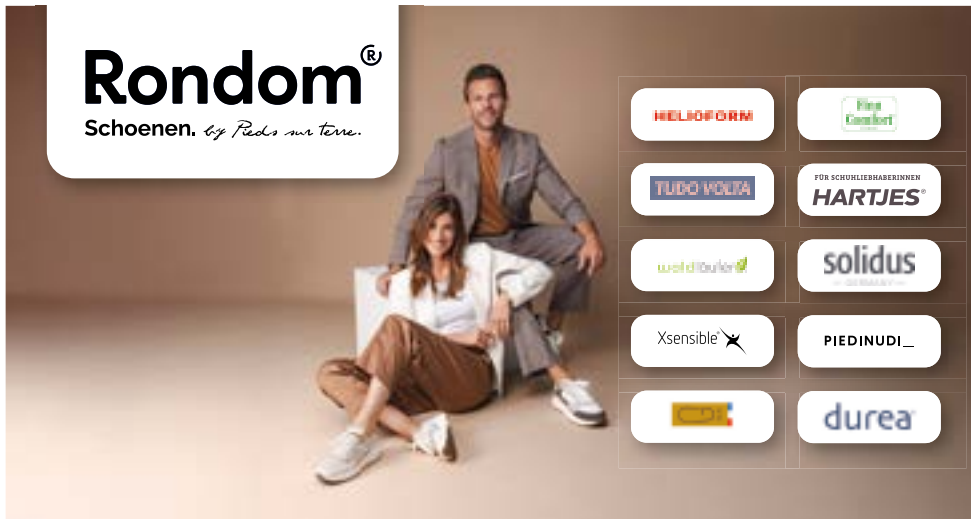 Rondom®
Schoenen. by Pieds sur terre.
HELIOFORM
Finn
Comfort
TUDO VOLTA
FÜR SCHUHLIEBHABERINNEN
HARTJES®
waldläufer
solidus
GERMANY
Xsensible®
PIEDINUDI_
durea